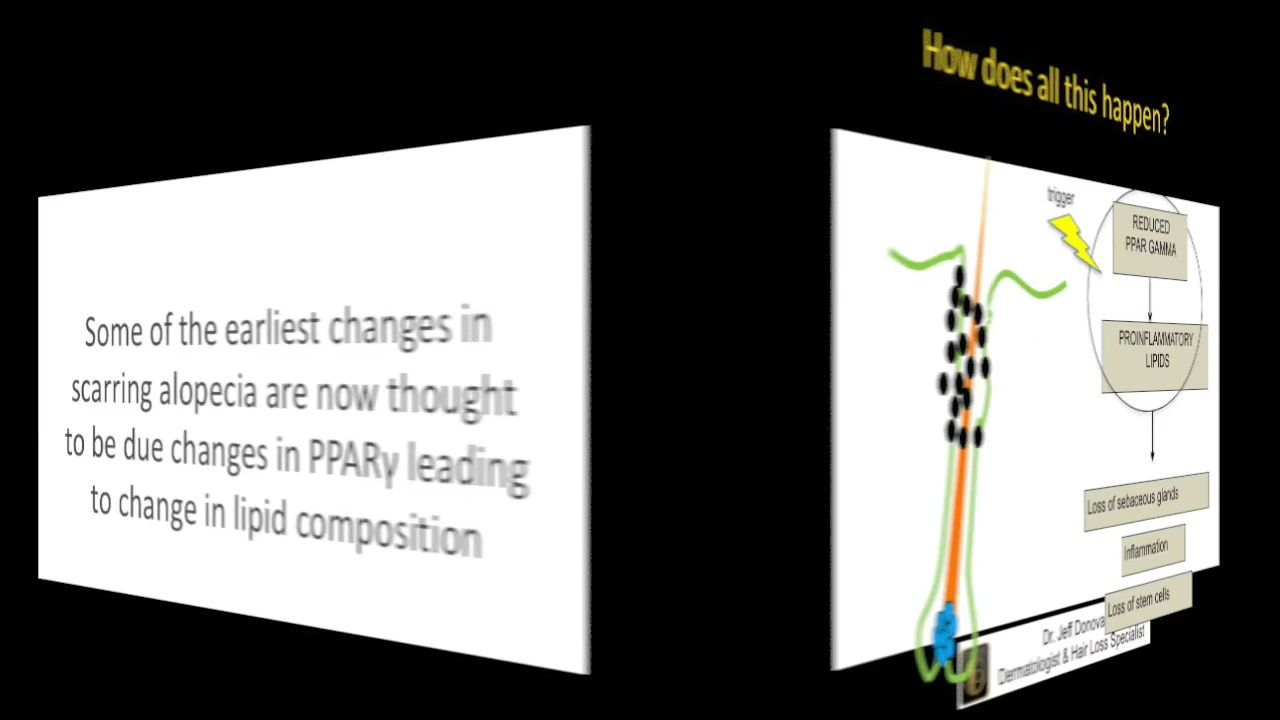 Some of the earliest changes in
scarring alopecia are now thought
to be due changes in PPARγ leading
to change in lipid composition
How does all this happen?
trigger
REDUCED
PPAR GAMMA
PROINFLAMMATORY
LIPIDS
Loss of sebaceous glands
Inflammation
Loss of stem cells
Dr. Jeff Donova
Dermatologist & Hair Loss Specialist